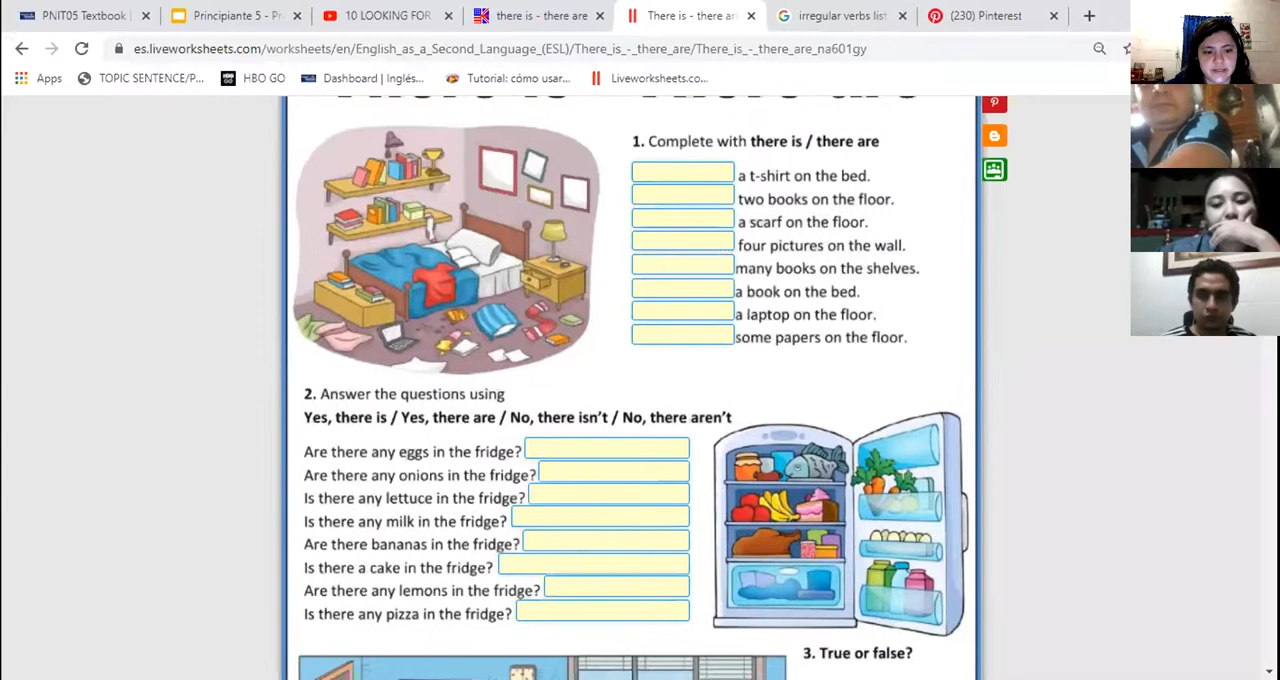 PNIT05 Textbook
Principiante 5 - P
10 LOOKING FOR
there is - there are
There is - there are
irregular verbs list
(230) Pinterest
es.liveworksheets.com/worksheets/en/English_as_a_Second_Language_(ESL)/There_is_-_there_are/There_is_-_there_are_na601gy
Apps
TOPIC SENTENCE/P...
HBO GO
Dashboard | Inglés...
Tutorial: cómo usar...
Liveworksheets.co...
1. Complete with there is / there are
a t-shirt on the bed.
two books on the floor.
a scarf on the floor.
four pictures on the wall.
many books on the shelves.
a book on the bed.
a laptop on the floor.
some papers on the floor.
2. Answer the questions using
Yes, there is / Yes, there are / No, there isn't / No, there aren't
Are there any eggs in the fridge?
Are there any onions in the fridge?
Is there any lettuce in the fridge?
Is there any milk in the fridge?
Are there bananas in the fridge?
Is there a cake in the fridge?
Are there any lemons in the fridge?
Is there any pizza in the fridge?
3. True or false?